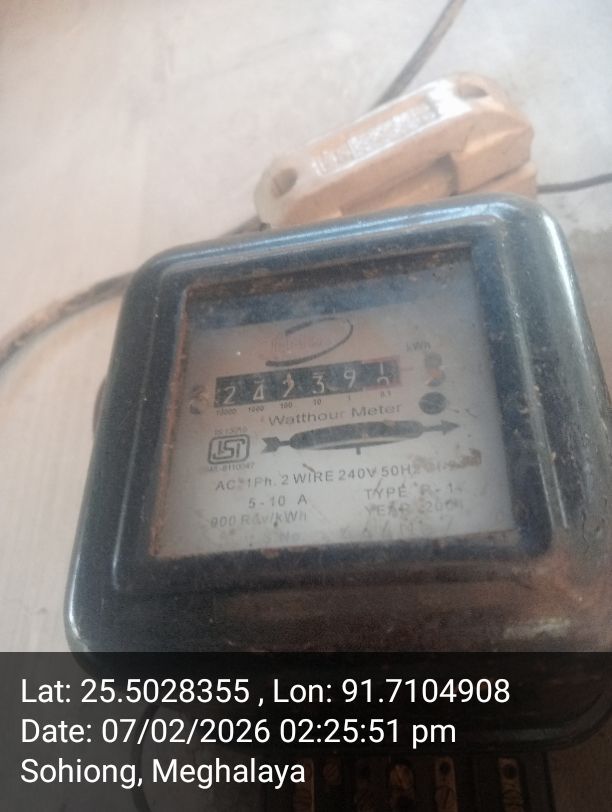 kWh
2 4 2 3 9
10000 1000 100 10 1 0.1
Watthour Meter
IS 13010
ISI
AC 1Ph. 2 WIRE 240V 50Hz
5-10 A
TYPE
900 Rev/kWh
YEAR
Lat: 25.5028355 , Lon: 91.7104908
Date: 07/02/2026 02:25:51 pm
Sohiong, Meghalaya